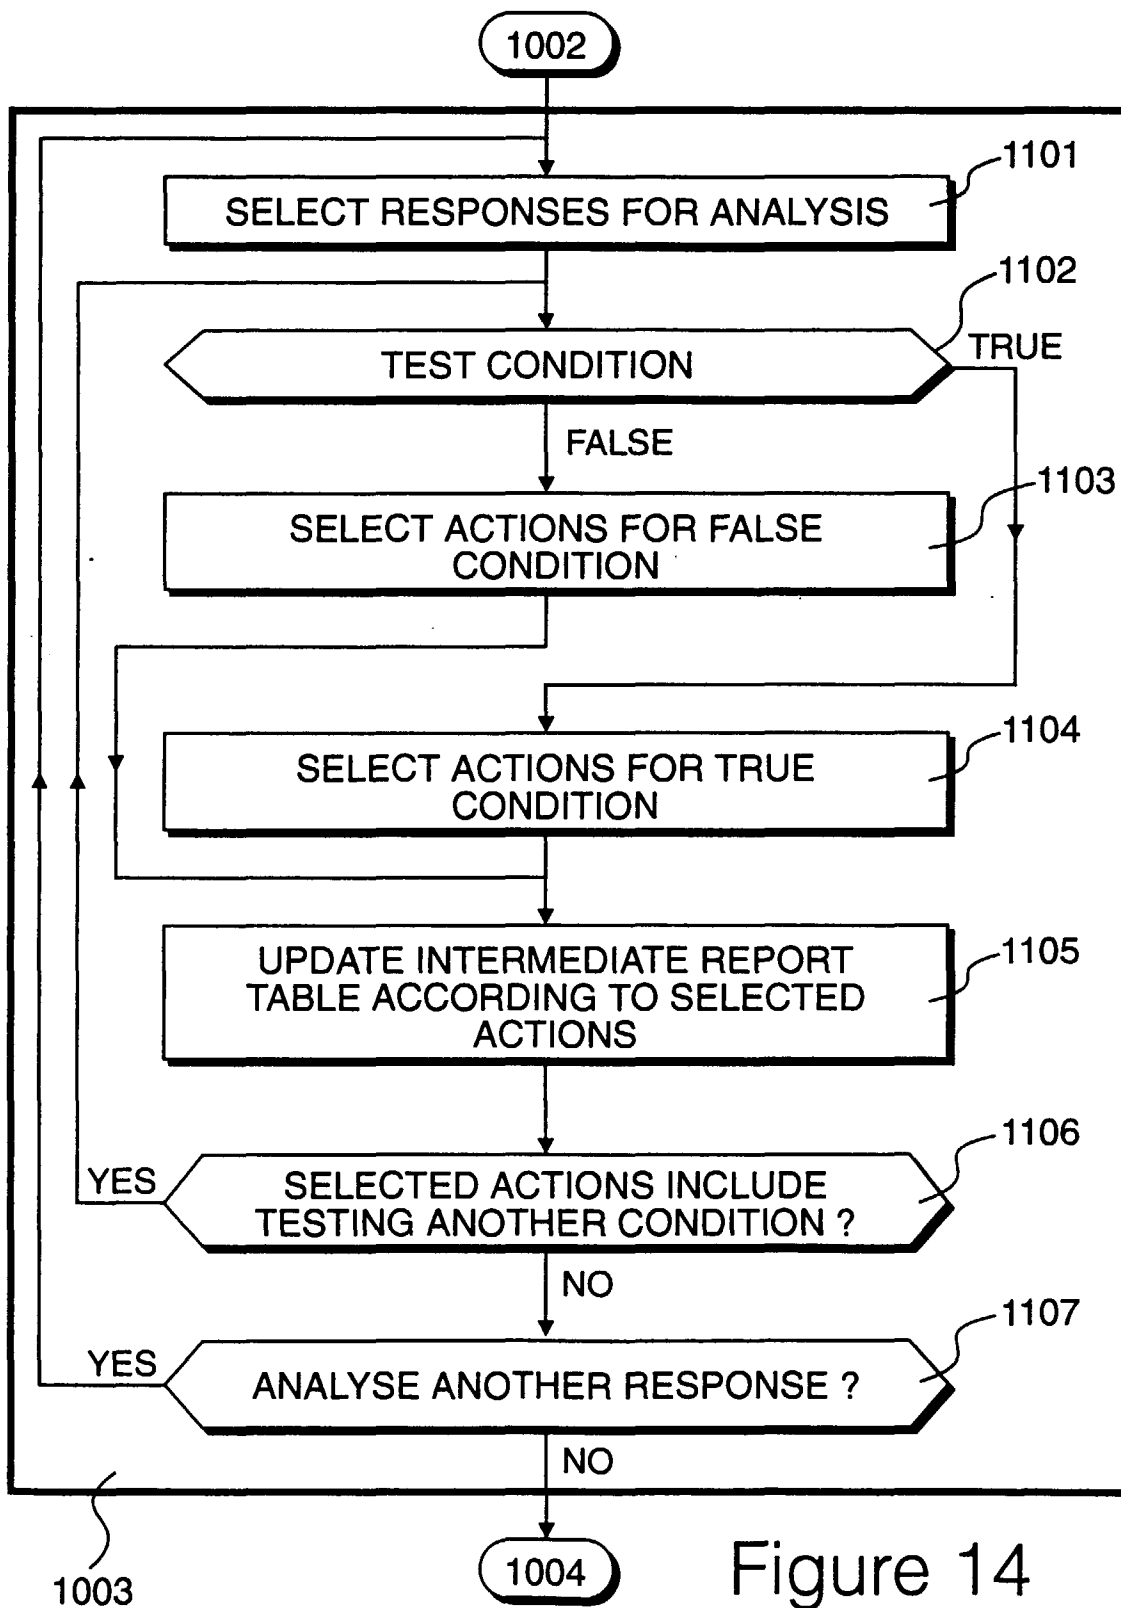 1002
1101
SELECT RESPONSES FOR ANALYSIS
1102
TEST CONDITION
TRUE
FALSE
1103
SELECT ACTIONS FOR FALSE
CONDITION
1104
SELECT ACTIONS FOR TRUE
CONDITION
1105
UPDATE INTERMEDIATE REPORT
TABLE ACCORDING TO SELECTED
ACTIONS
1106
YES
SELECTED ACTIONS INCLUDE
TESTING ANOTHER CONDITION ?
NO
1107
YES
ANALYSE ANOTHER RESPONSE ?
NO
1003
1004
Figure 14